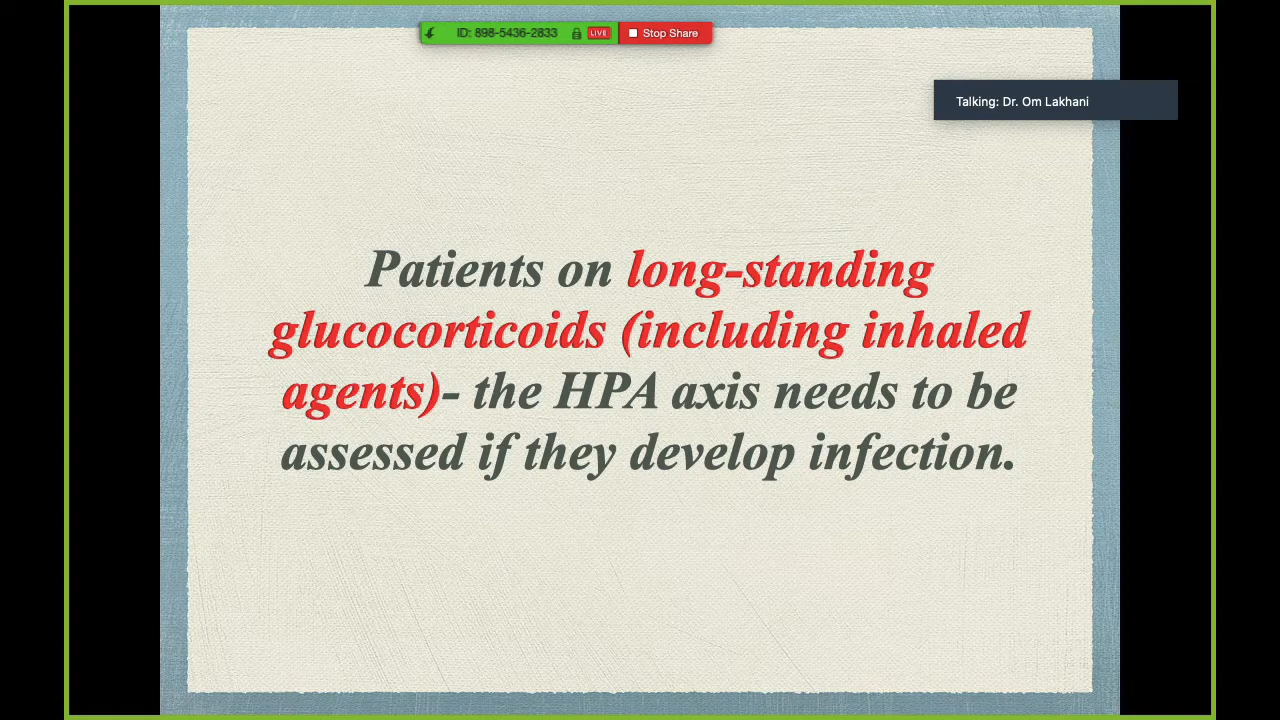 ID: 898-5436-2833 LIVE Stop Share
Talking: Dr. Om Lakhani
Patients on long-standing
glucocorticoids (including inhaled
agents)- the HPA axis needs to be
assessed if they develop infection.